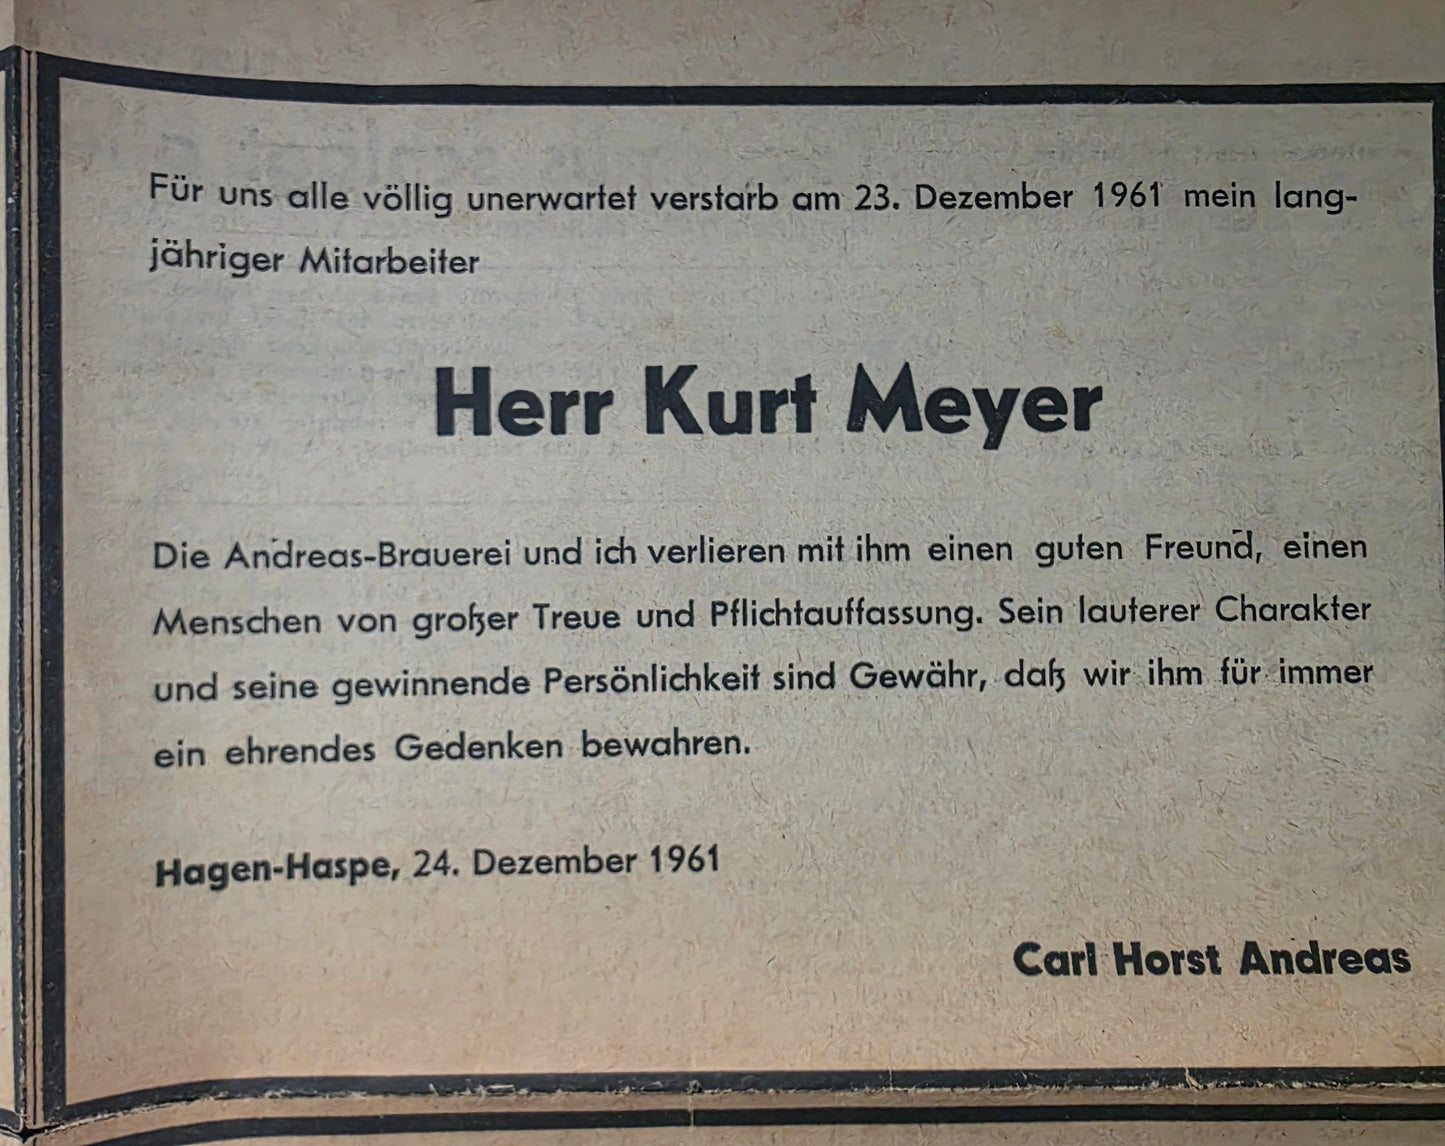 Für uns alle völlig unerwartet verstarb am 23. Dezember 1961 mein lang-
jähriger Mitarbeiter
Herr Kurt Meyer
Die Andreas-Brauerei und ich verlieren mit ihm einen guten Freund, einen
Menschen von großer Treue und Pflichtauffassung. Sein lauterer Charakter
und seine gewinnende Persönlichkeit sind Gewähr, daß wir ihm für immer
ein ehrendes Gedenken bewahren.
Hagen-Haspe, 24. Dezember 1961
Carl Horst Andreas